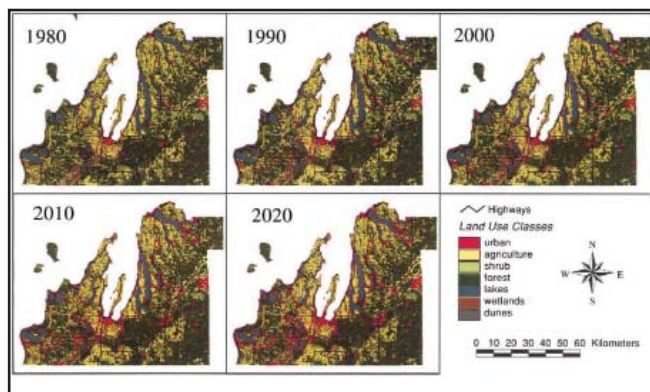 1980
1990
2000
2010
2020
Highways
Land Use Classes
urban
agriculture
shrub
forest
lakes
wetlands
dunes
N
W E
S
0 10 20 30 40 50 60 Kilometers